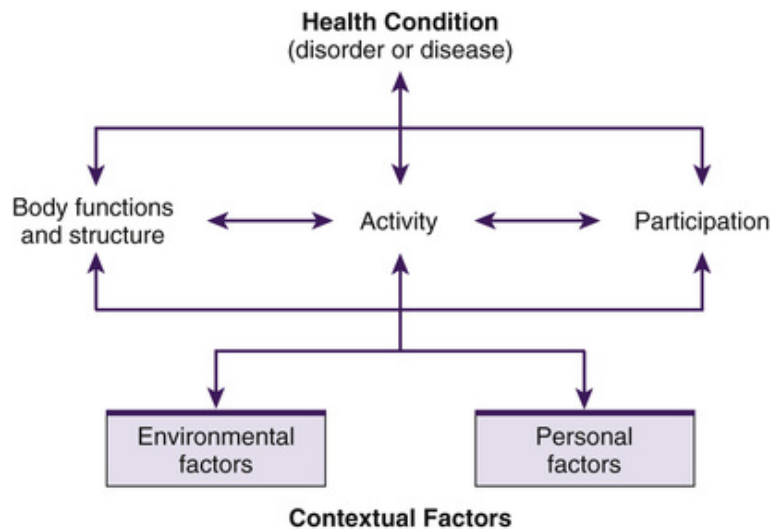 Health Condition
(disorder or disease)
Body functions
and structure
Activity
Participation
Environmental
factors
Personal
factors
Contextual Factors